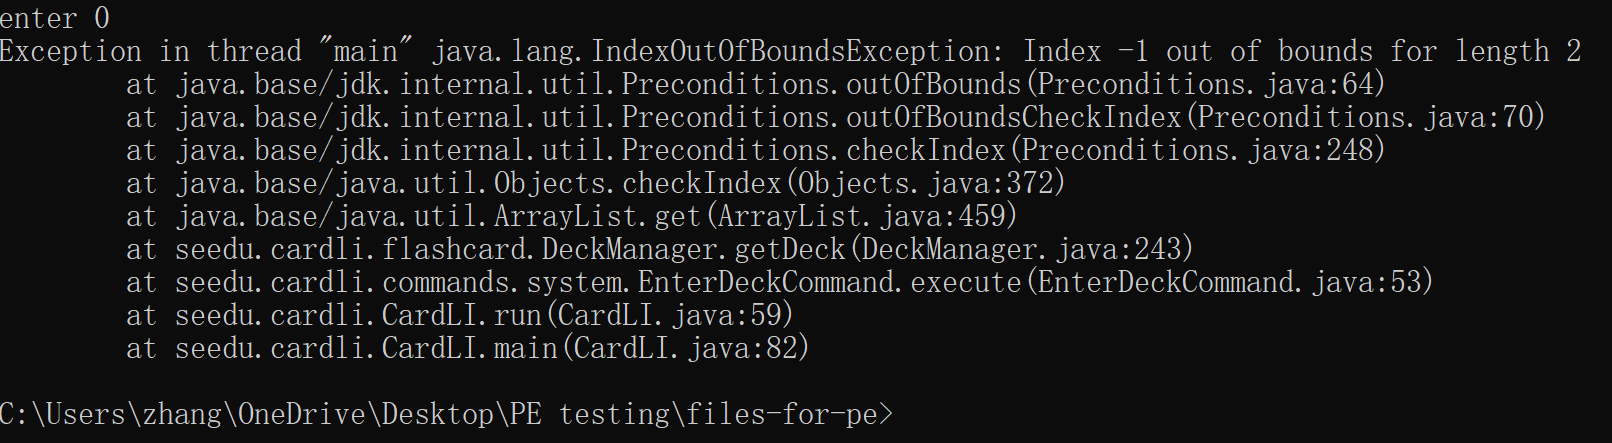 enter 0
Exception in thread "main" java.lang.IndexOutOfBoundsException: Index -1 out of bounds for length 2
        at java.base/jdk.internal.util.Preconditions.outOfBounds(Preconditions.java:64)
        at java.base/jdk.internal.util.Preconditions.outOfBoundsCheckIndex(Preconditions.java:70)
        at java.base/jdk.internal.util.Preconditions.checkIndex(Preconditions.java:248)
        at java.base/java.util.Objects.checkIndex(Objects.java:372)
        at java.base/java.util.ArrayList.get(ArrayList.java:459)
        at seedu.cardli.flashcard.DeckManager.getDeck(DeckManager.java:243)
        at seedu.cardli.commands.system.EnterDeckCommand.execute(EnterDeckCommand.java:53)
        at seedu.cardli.CardLI.run(CardLI.java:59)
        at seedu.cardli.CardLI.main(CardLI.java:82)
C:\Users\zhang\OneDrive\Desktop\PE testing\files-for-pe>